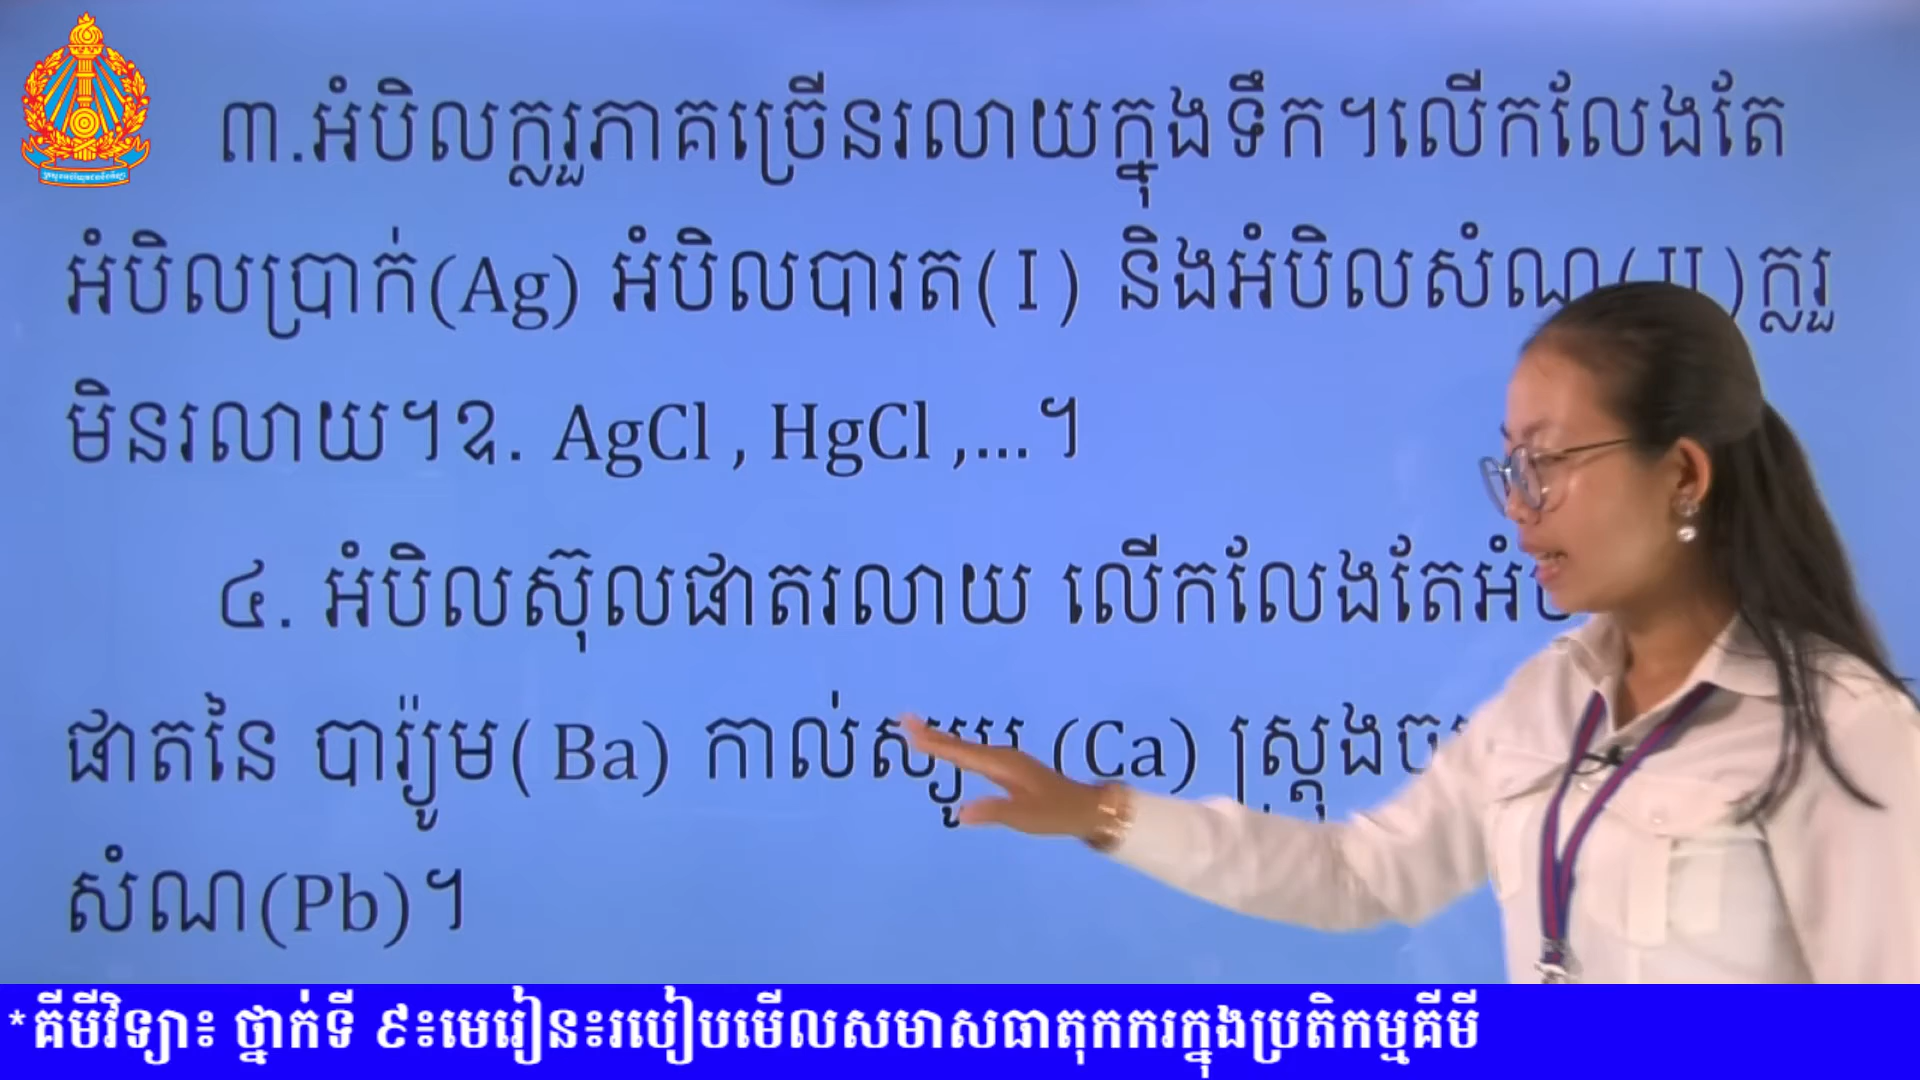 ៣.អំបិលក្លរួភាគច្រើនរលាយក្នុងទឹក។លើកលែងតែ
អំបិលប្រាក់(Ag) អំបិលបារត(I) និងអំបិលសំណ(II)ក្លរួ
មិនរលាយ។ឧ. AgCl , HgCl ,...។
៤. អំបិលស៊ុលផាតរលាយ លើកលែងតែ
ផាតនៃ បារ្យ៉ូម(Ba) កាល់ស្យូម (Ca)
សំណ(Pb)។
*គីមីវិទ្យា៖ ថ្នាក់ទី ៩៖មេរៀន៖របៀបមើលសមាសធាតុកករក្នុងប្រតិកម្មគីមី